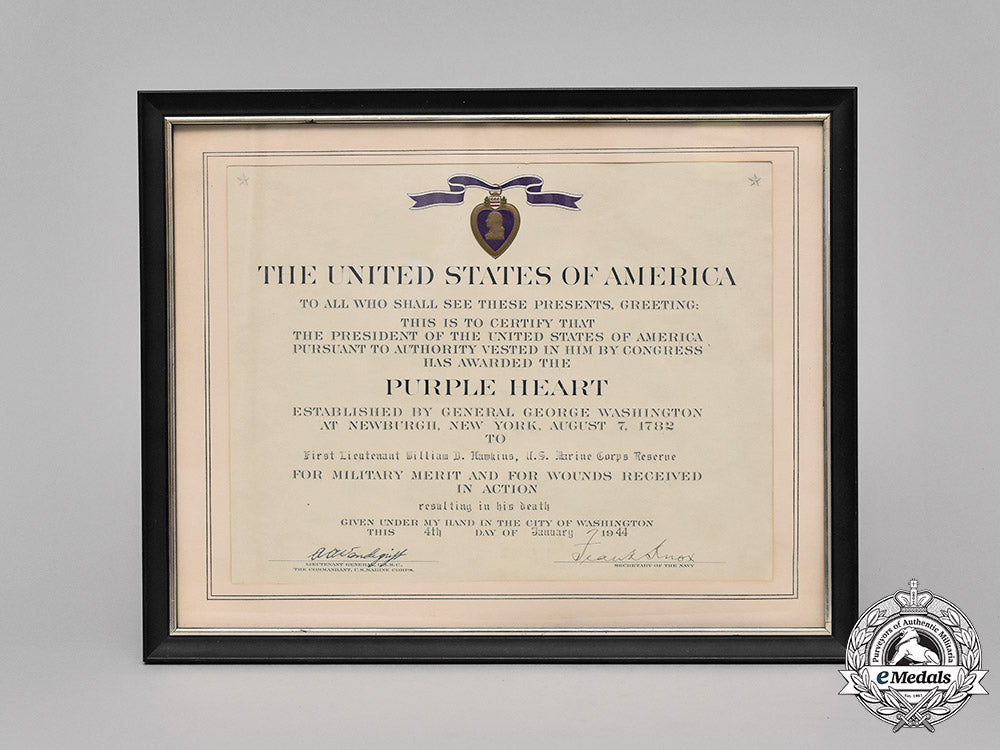 THE UNITED STATES OF AMERICA
TO ALL WHO SHALL SEE THESE PRESENTS, GREETING:
THIS IS TO CERTIFY THAT
THE PRESIDENT OF THE UNITED STATES OF AMERICA
PURSUANT TO AUTHORITY VESTED IN HIM BY CONGRESS
HAS AWARDED THE
PURPLE HEART
ESTABLISHED BY GENERAL GEORGE WASHINGTON
AT NEWBURGH, NEW YORK, AUGUST 7, 1782
TO
First Lieutenant William D. Hawkins, U.S. Marine Corps Reserve
FOR MILITARY MERIT AND FOR WOUNDS RECEIVED
IN ACTION
resulting in his death
GIVEN UNDER MY HAND IN THE CITY OF WASHINGTON
THIS 4th DAY OF January 1944
AAVandegrift
LIEUTENANT GENERAL, U.S.M.C.
THE COMMANDANT, U.S. MARINE CORPS.
Frank Knox
SECRETARY OF THE NAVY
Purveyors of Authentic Militaria
eMedals